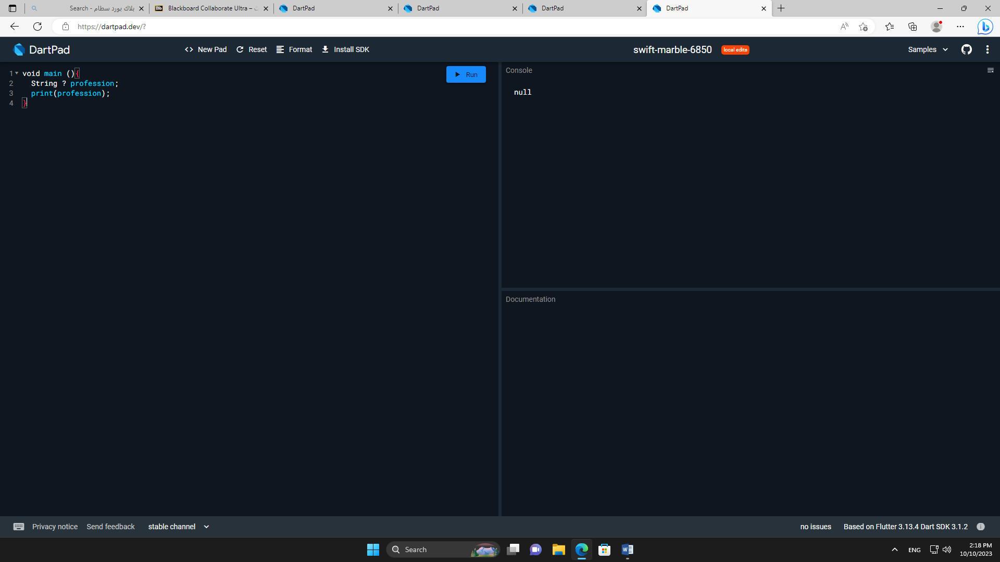 بلاك بورد سطام - Search
Blackboard Collaborate Ultra –
DartPad
DartPad
DartPad
DartPad
https://dartpad.dev/?
DartPad
New Pad
Reset
Format
Install SDK
swift-marble-6850
local edits
Samples
1 void main (){
2 String ? profession;
3 print(profession);
4 }
Run
Console
null
Documentation
Privacy notice
Send feedback
stable channel
no issues
Based on Flutter 3.13.4 Dart SDK 3.1.2
Search
ENG
2:18 PM
10/10/2023